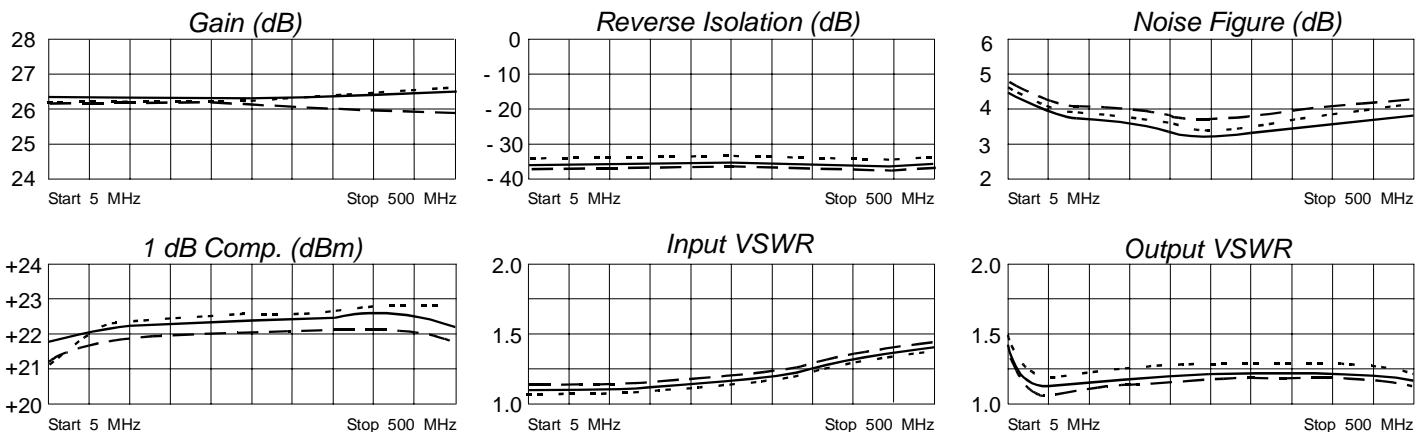 Gain (dB)
28
27
26
25
24
Start 5 MHz
Stop 500 MHz
Reverse Isolation (dB)
0
- 10
- 20
- 30
- 40
Start 5 MHz
Stop 500 MHz
Noise Figure (dB)
6
5
4
3
2
Start 5 MHz
Stop 500 MHz
1 dB Comp. (dBm)
+24
+23
+22
+21
+20
Start 5 MHz
Stop 500 MHz
Input VSWR
2.0
1.5
1.0
Start 5 MHz
Stop 500 MHz
Output VSWR
2.0
1.5
1.0
Start 5 MHz
Stop 500 MHz